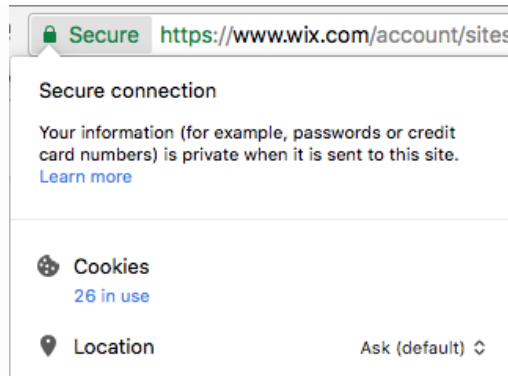 Secure https://www.wix.com/account/sites
Secure connection
Your information (for example, passwords or credit
card numbers) is private when it is sent to this site.
Learn more
Cookies
26 in use
Location Ask (default)